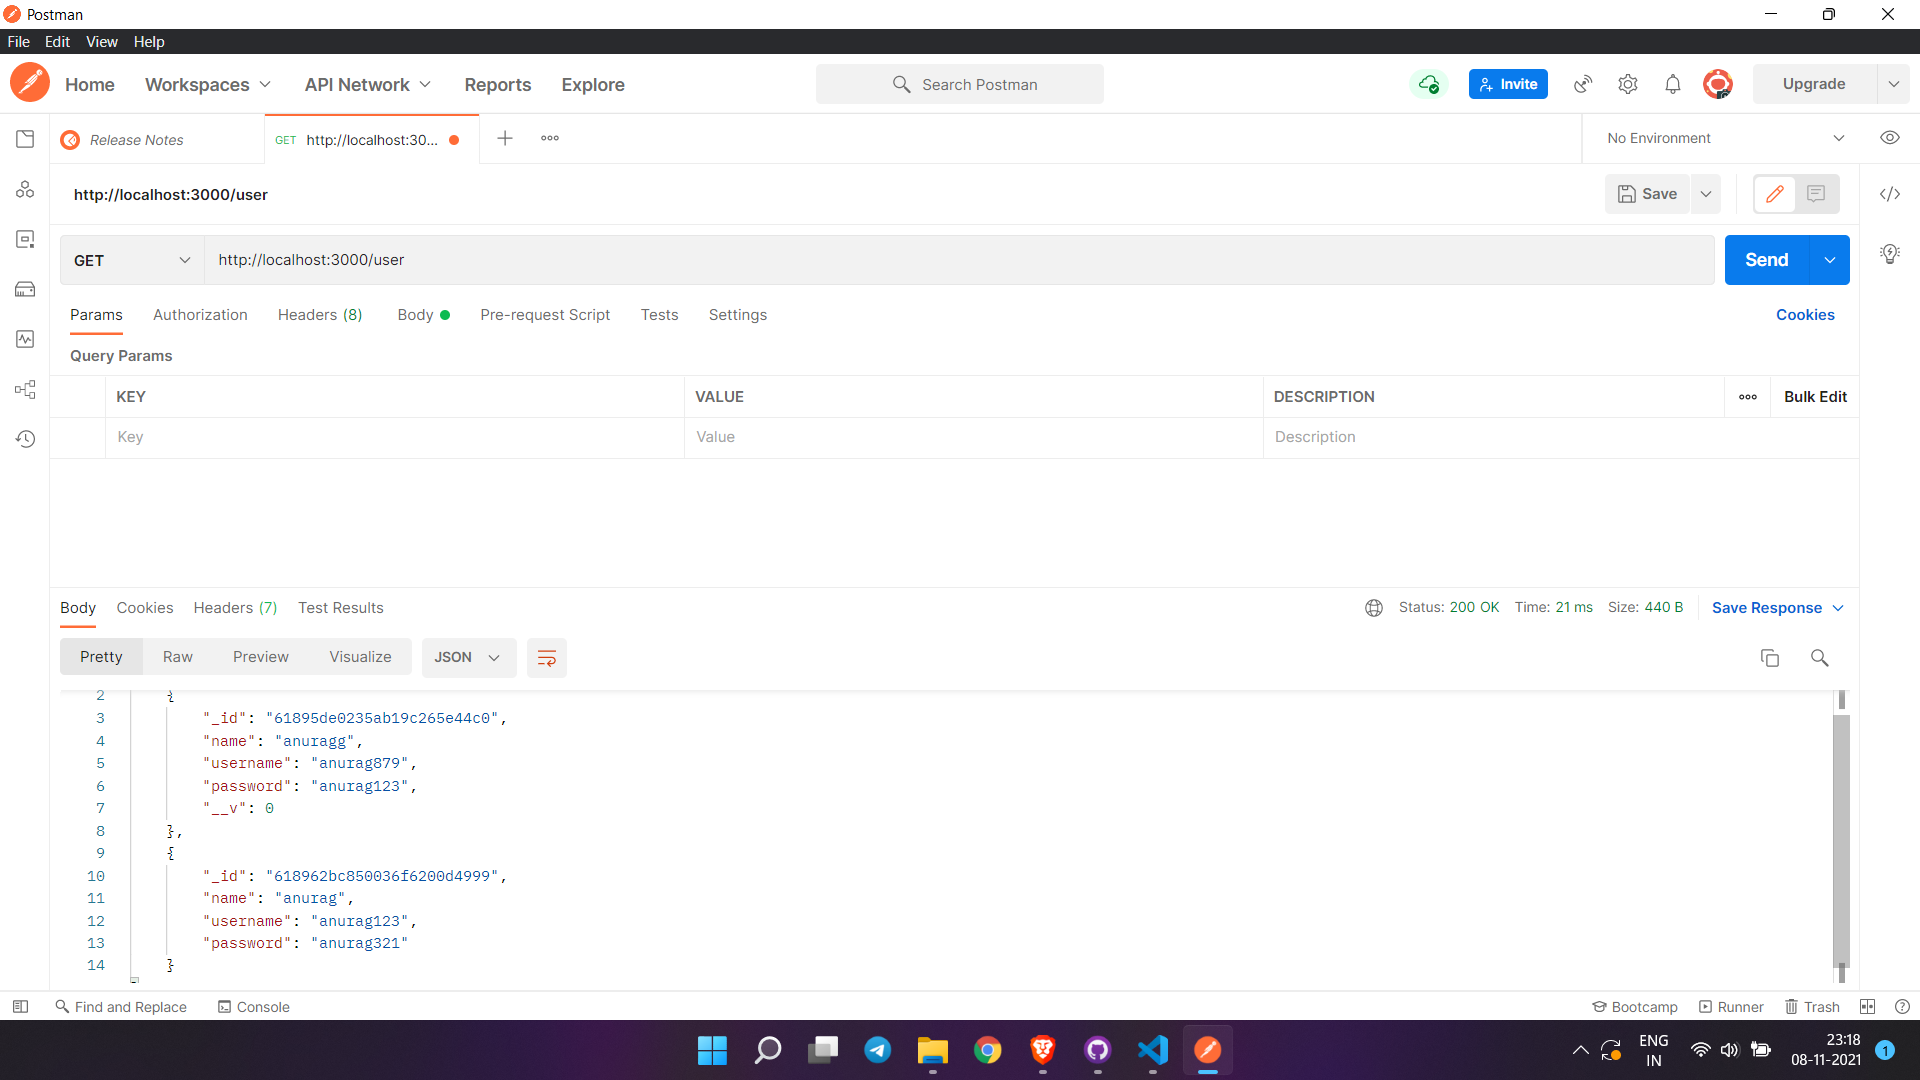 Postman
File Edit View Help
Home Workspaces API Network Reports Explore Search Postman Invite Upgrade
Release Notes GET http://localhost:30... No Environment
http://localhost:3000/user Save
GET http://localhost:3000/user Send
Params Authorization Headers (8) Body Pre-request Script Tests Settings Cookies
Query Params
KEY VALUE DESCRIPTION Bulk Edit
Key Value Description
Body Cookies Headers (7) Test Results Status: 200 OK Time: 21 ms Size: 440 B Save Response
Pretty Raw Preview Visualize JSON
2 {
3 "_id": "61895de0235ab19c265e44c0",
4 "name": "anuragg",
5 "username": "anurag879",
6 "password": "anurag123",
7 "__v": 0
8 },
9 {
10 "_id": "618962bc850036f6200d4999",
11 "name": "anurag",
12 "username": "anurag123",
13 "password": "anurag321"
14 }
Find and Replace Console Bootcamp Runner Trash
ENG 23:18
IN 08-11-2021 1